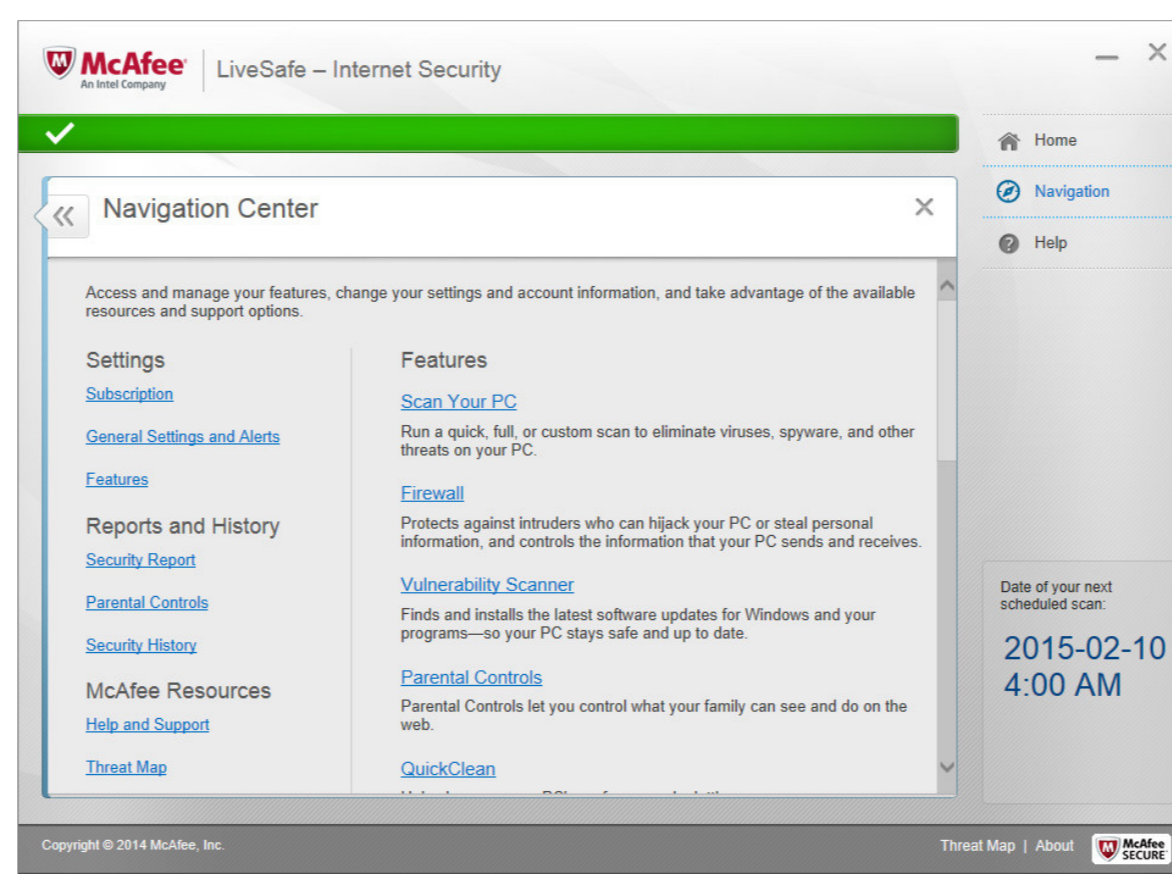 McAfee
An Intel Company
LiveSafe – Internet Security
Home
Navigation
Help
Navigation Center
Access and manage your features, change your settings and account information, and take advantage of the available
resources and support options.
Settings
Subscription
General Settings and Alerts
Features
Reports and History
Security Report
Parental Controls
Security History
McAfee Resources
Help and Support
Threat Map
Features
Scan Your PC
Run a quick, full, or custom scan to eliminate viruses, spyware, and other
threats on your PC.
Firewall
Protects against intruders who can hijack your PC or steal personal
information, and controls the information that your PC sends and receives.
Vulnerability Scanner
Finds and installs the latest software updates for Windows and your
programs—so your PC stays safe and up to date.
Parental Controls
Parental Controls let you control what your family can see and do on the
web.
QuickClean
Date of your next
scheduled scan:
2015-02-10
4:00 AM
Copyright © 2014 McAfee, Inc.
Threat Map | About
McAfee
SECURE